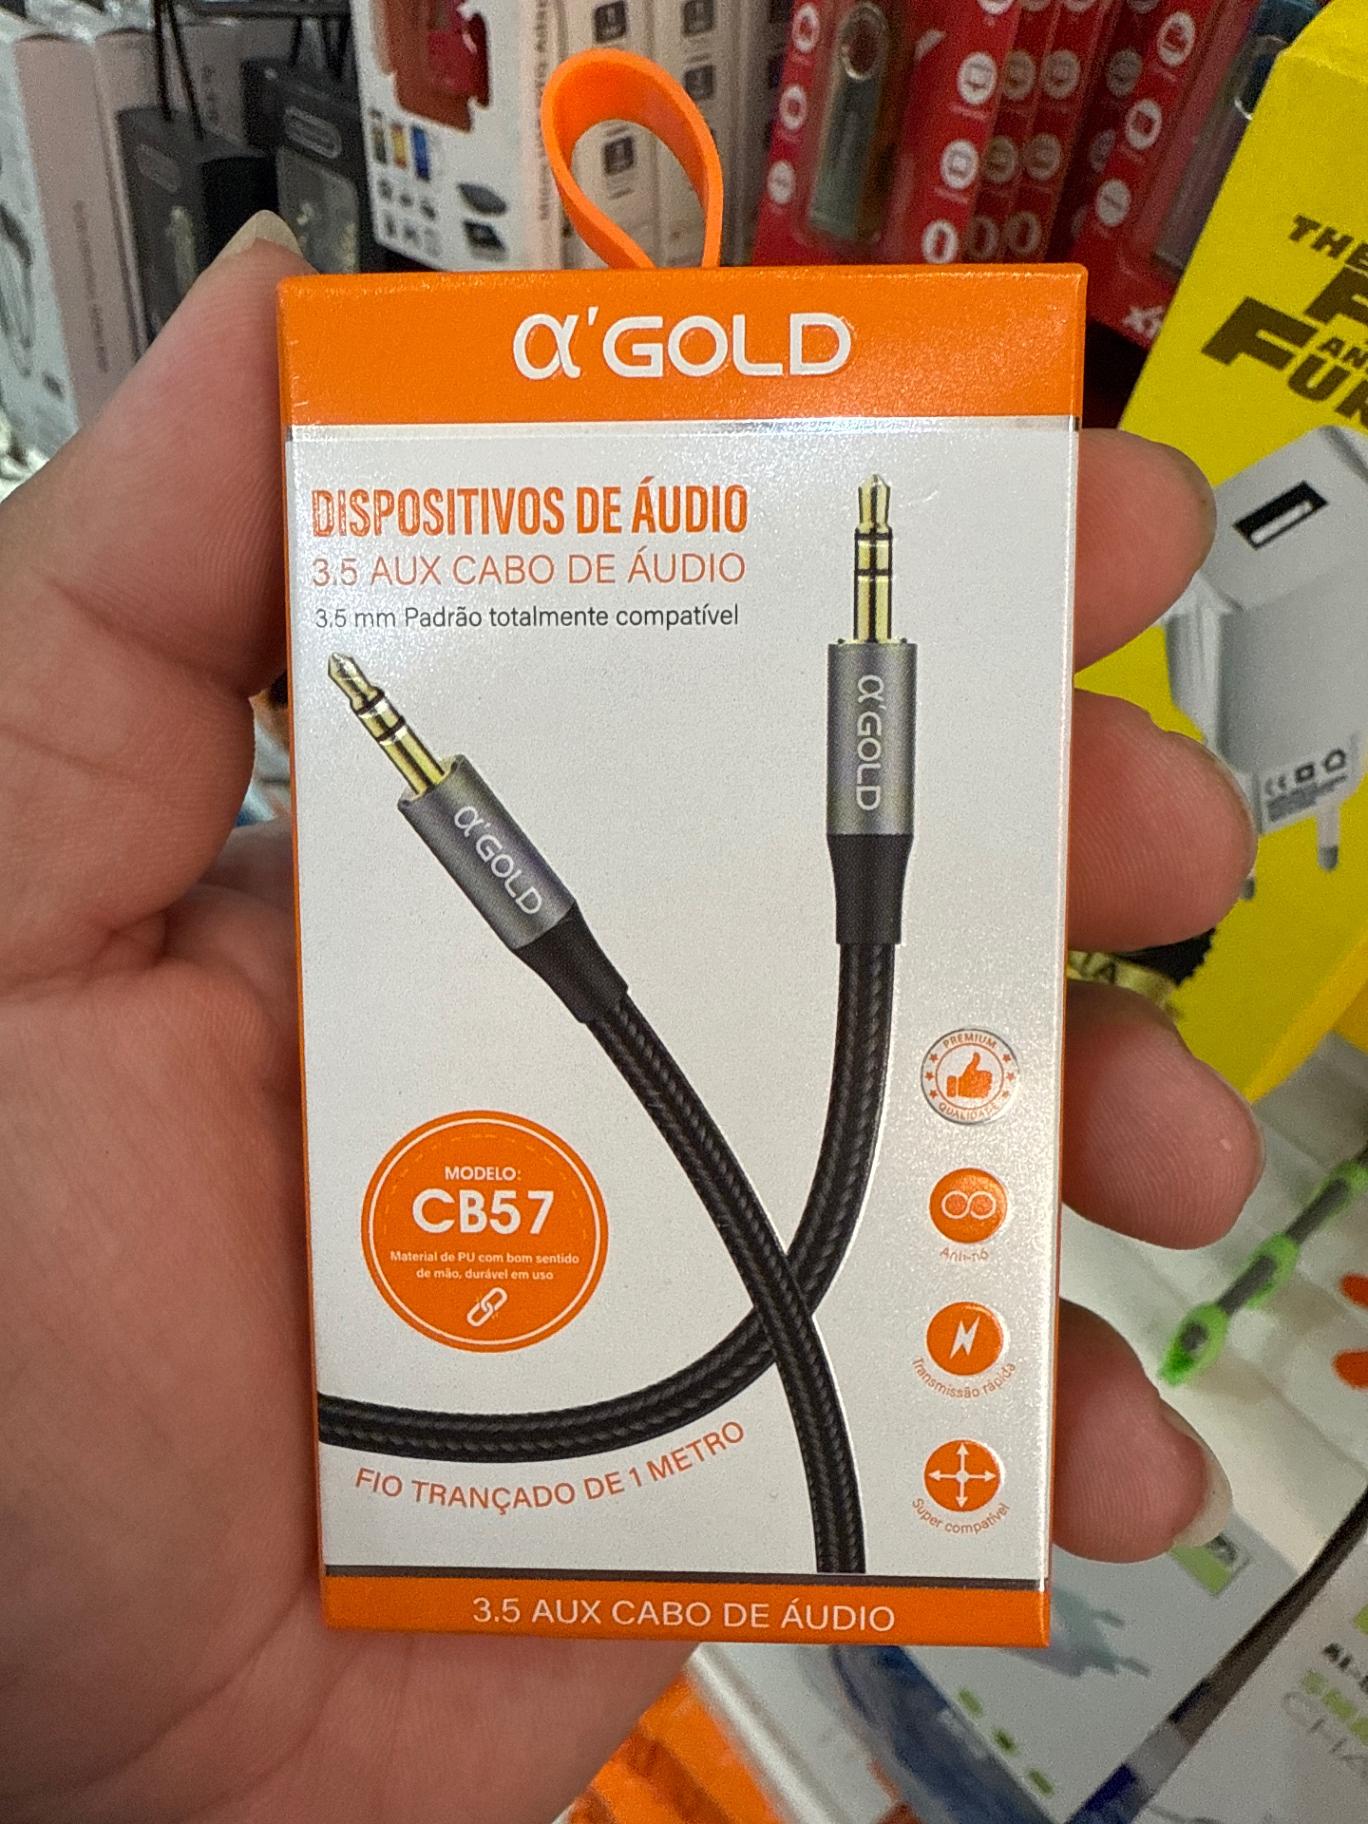 α'GOLD
DISPOSITIVOS DE ÁUDIO
3.5 AUX CABO DE ÁUDIO
3.5 mm Padrão totalmente compatível
α'GOLD
α'GOLD
PREMIUM
QUALIDADE
MODELO:
CB57
Material de PU com bom sentido
de mão, durável em uso
Anti-nó
Transmissão rápida
Super compatível
FIO TRANÇADO DE 1 METRO
3.5 AUX CABO DE ÁUDIO
THE